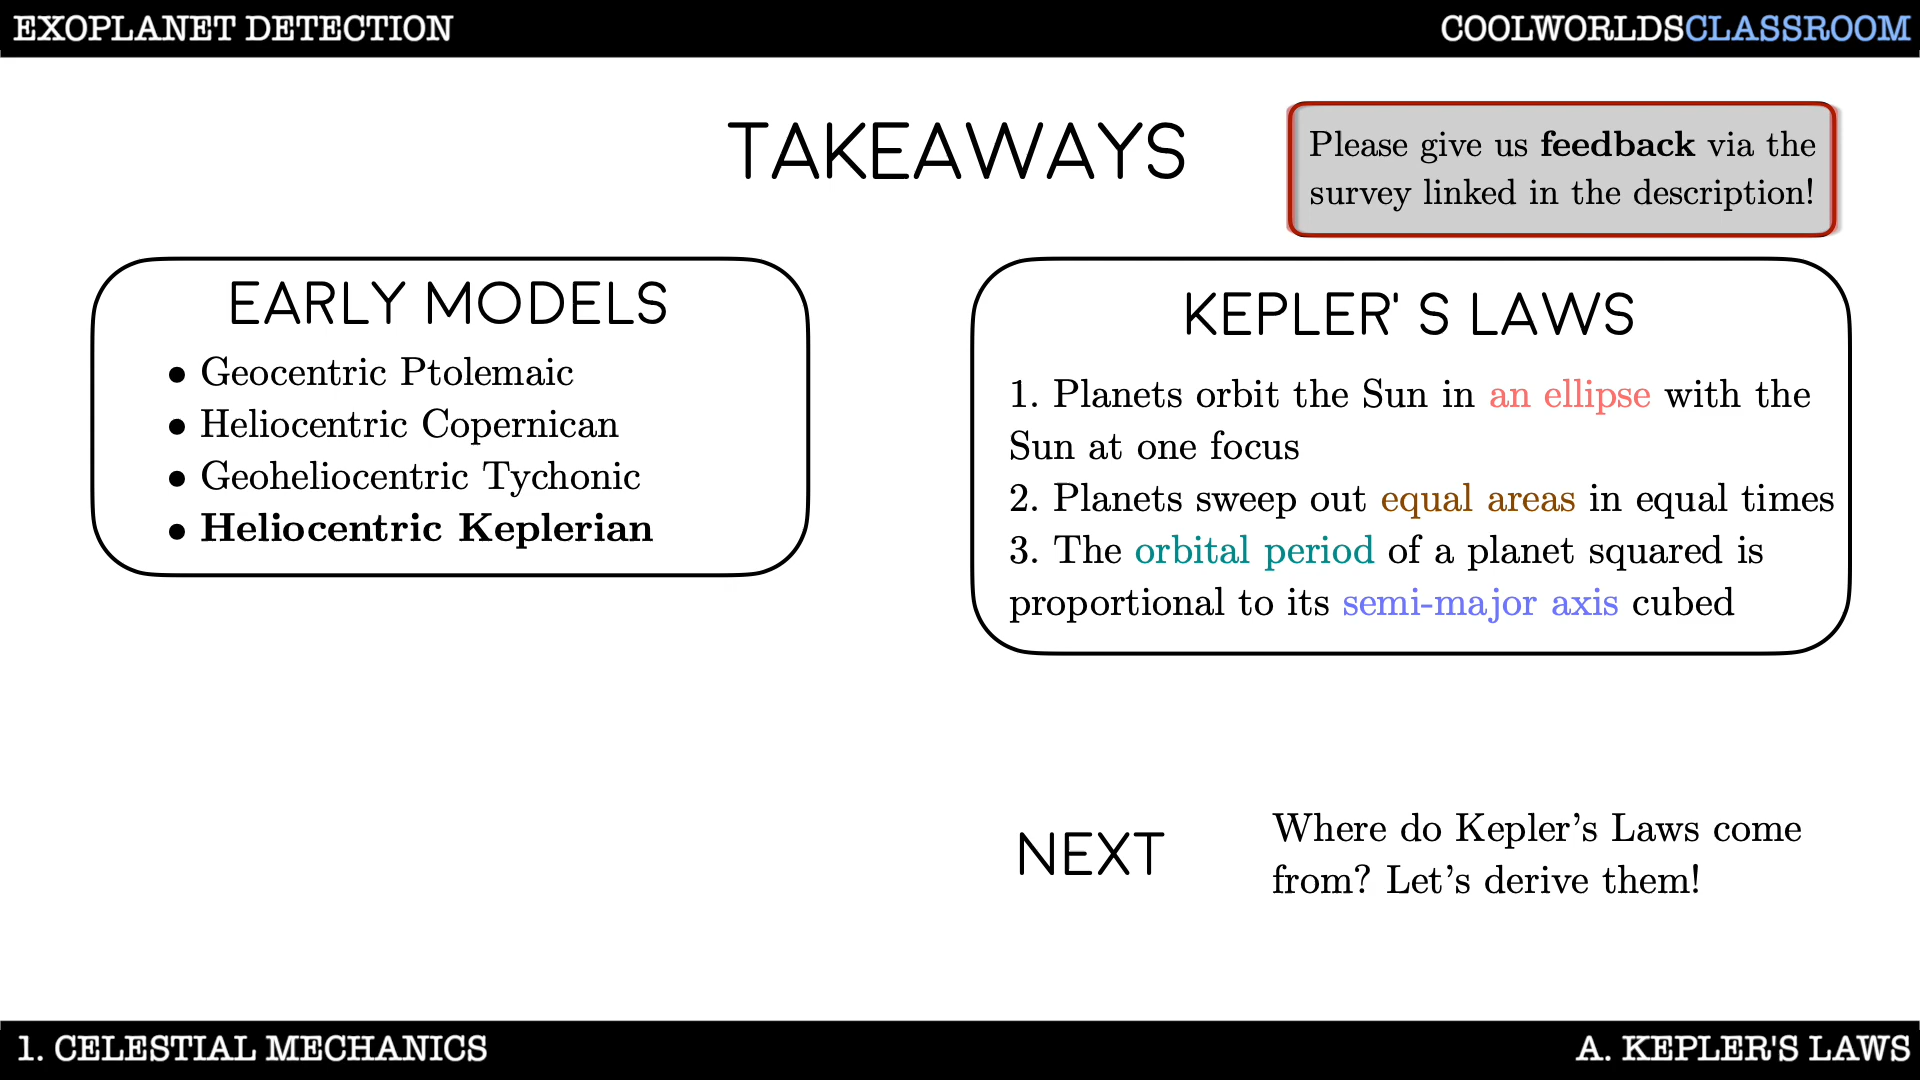 EXOPLANET DETECTION
COOLWORLDSCLASSROOM
TAKEAWAYS
Please give us feedback via the
survey linked in the description!
EARLY MODELS
• Geocentric Ptolemaic
• Heliocentric Copernican
• Geoheliocentric Tychonic
• Heliocentric Keplerian
KEPLER' S LAWS
1. Planets orbit the Sun in an ellipse with the
Sun at one focus
2. Planets sweep out equal areas in equal times
3. The orbital period of a planet squared is
proportional to its semi-major axis cubed
NEXT
Where do Kepler’s Laws come
from? Let’s derive them!
1. CELESTIAL MECHANICS
A. KEPLER'S LAWS